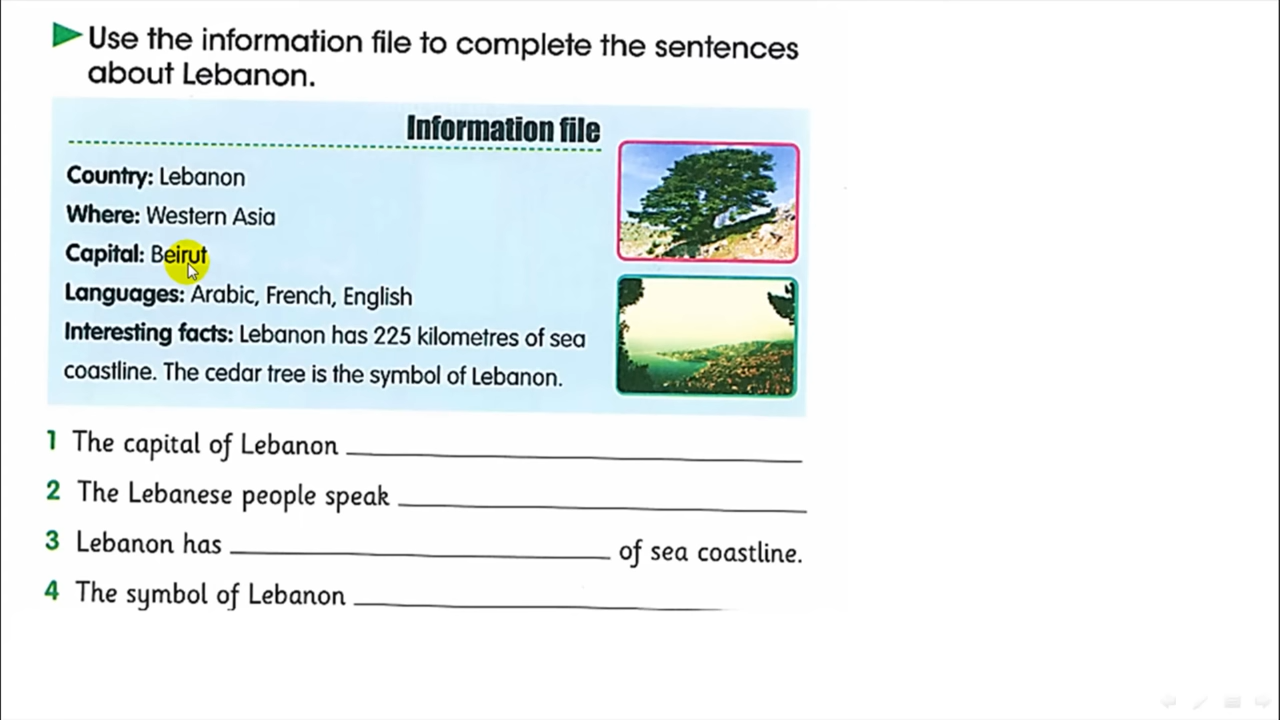 Use the information file to complete the sentences
about Lebanon.
Information file
Country: Lebanon
Where: Western Asia
Capital: Beirut
Languages: Arabic, French, English
Interesting facts: Lebanon has 225 kilometres of sea
coastline. The cedar tree is the symbol of Lebanon.
1 The capital of Lebanon
2 The Lebanese people speak
3 Lebanon has of sea coastline.
4 The symbol of Lebanon